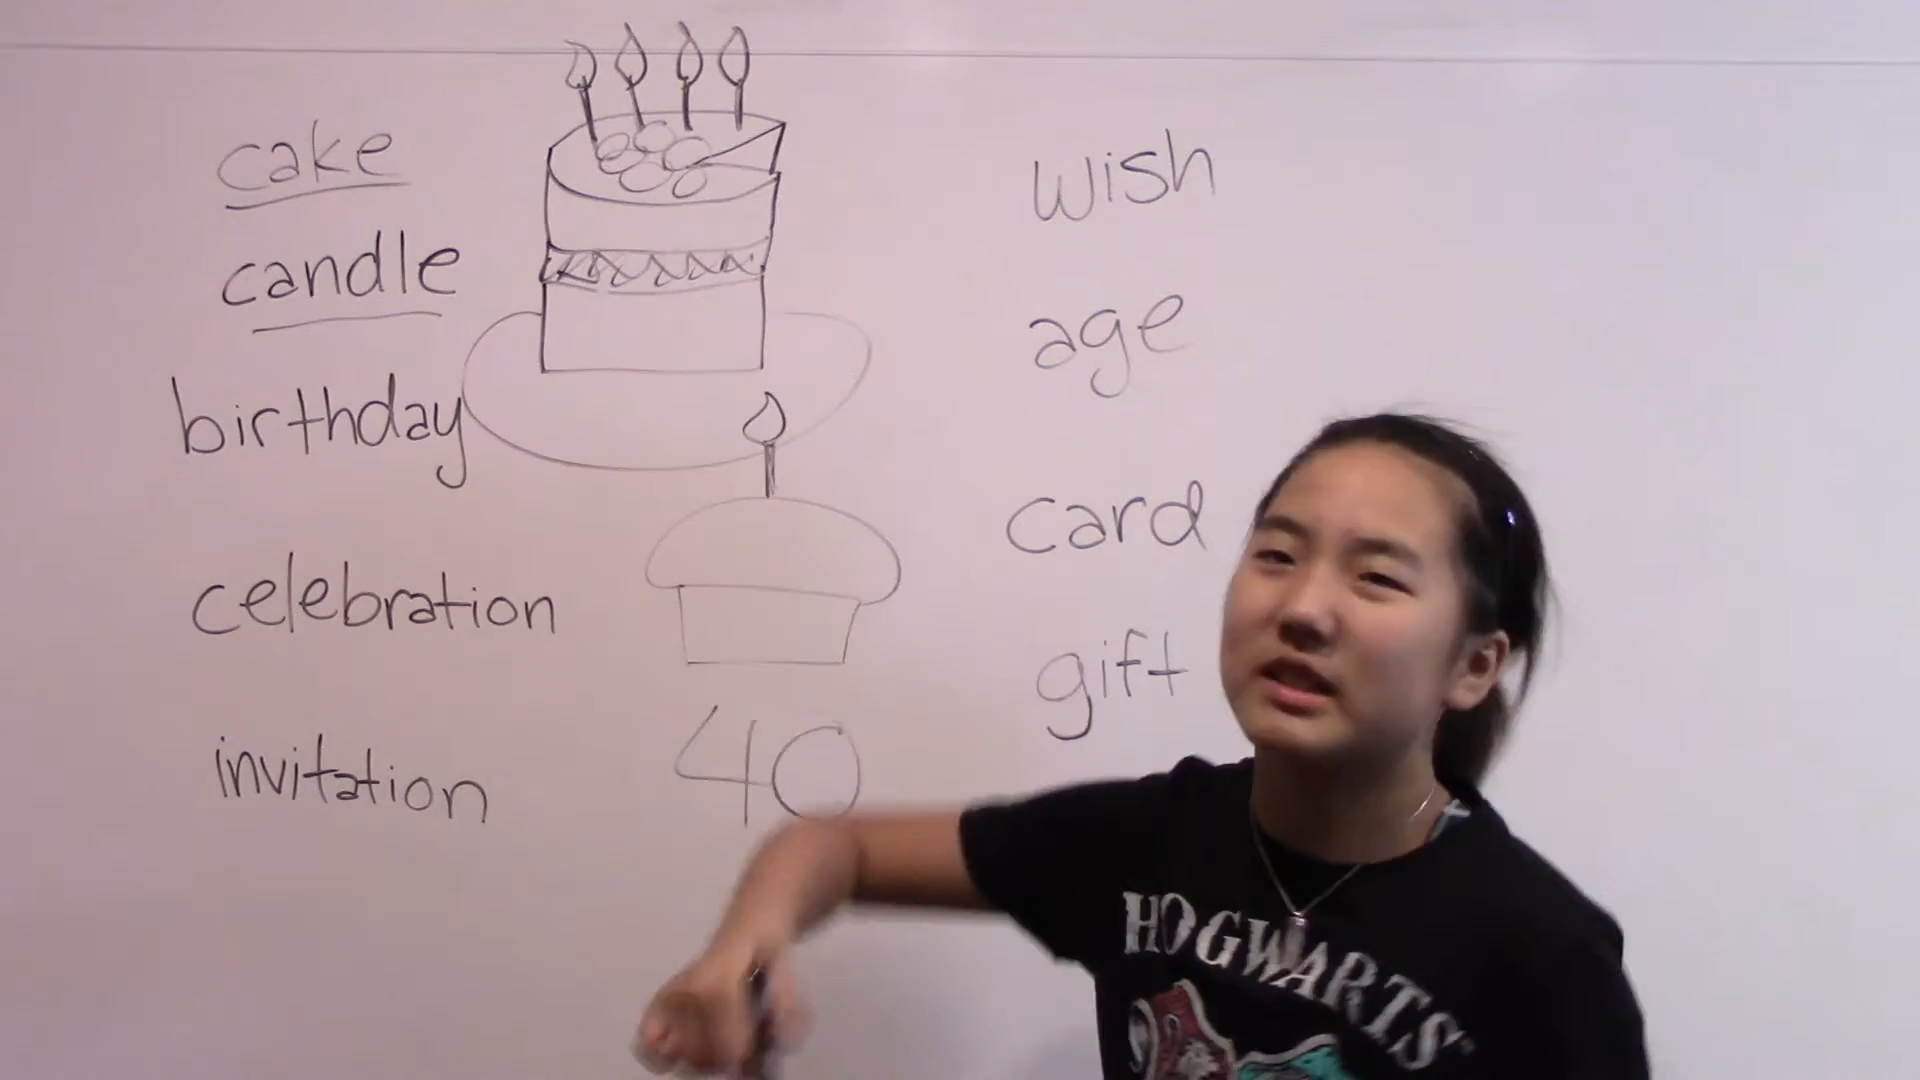 cake
candle
birthday
celebration
invitation
40
wish
age
card
gift
HOGWARTS